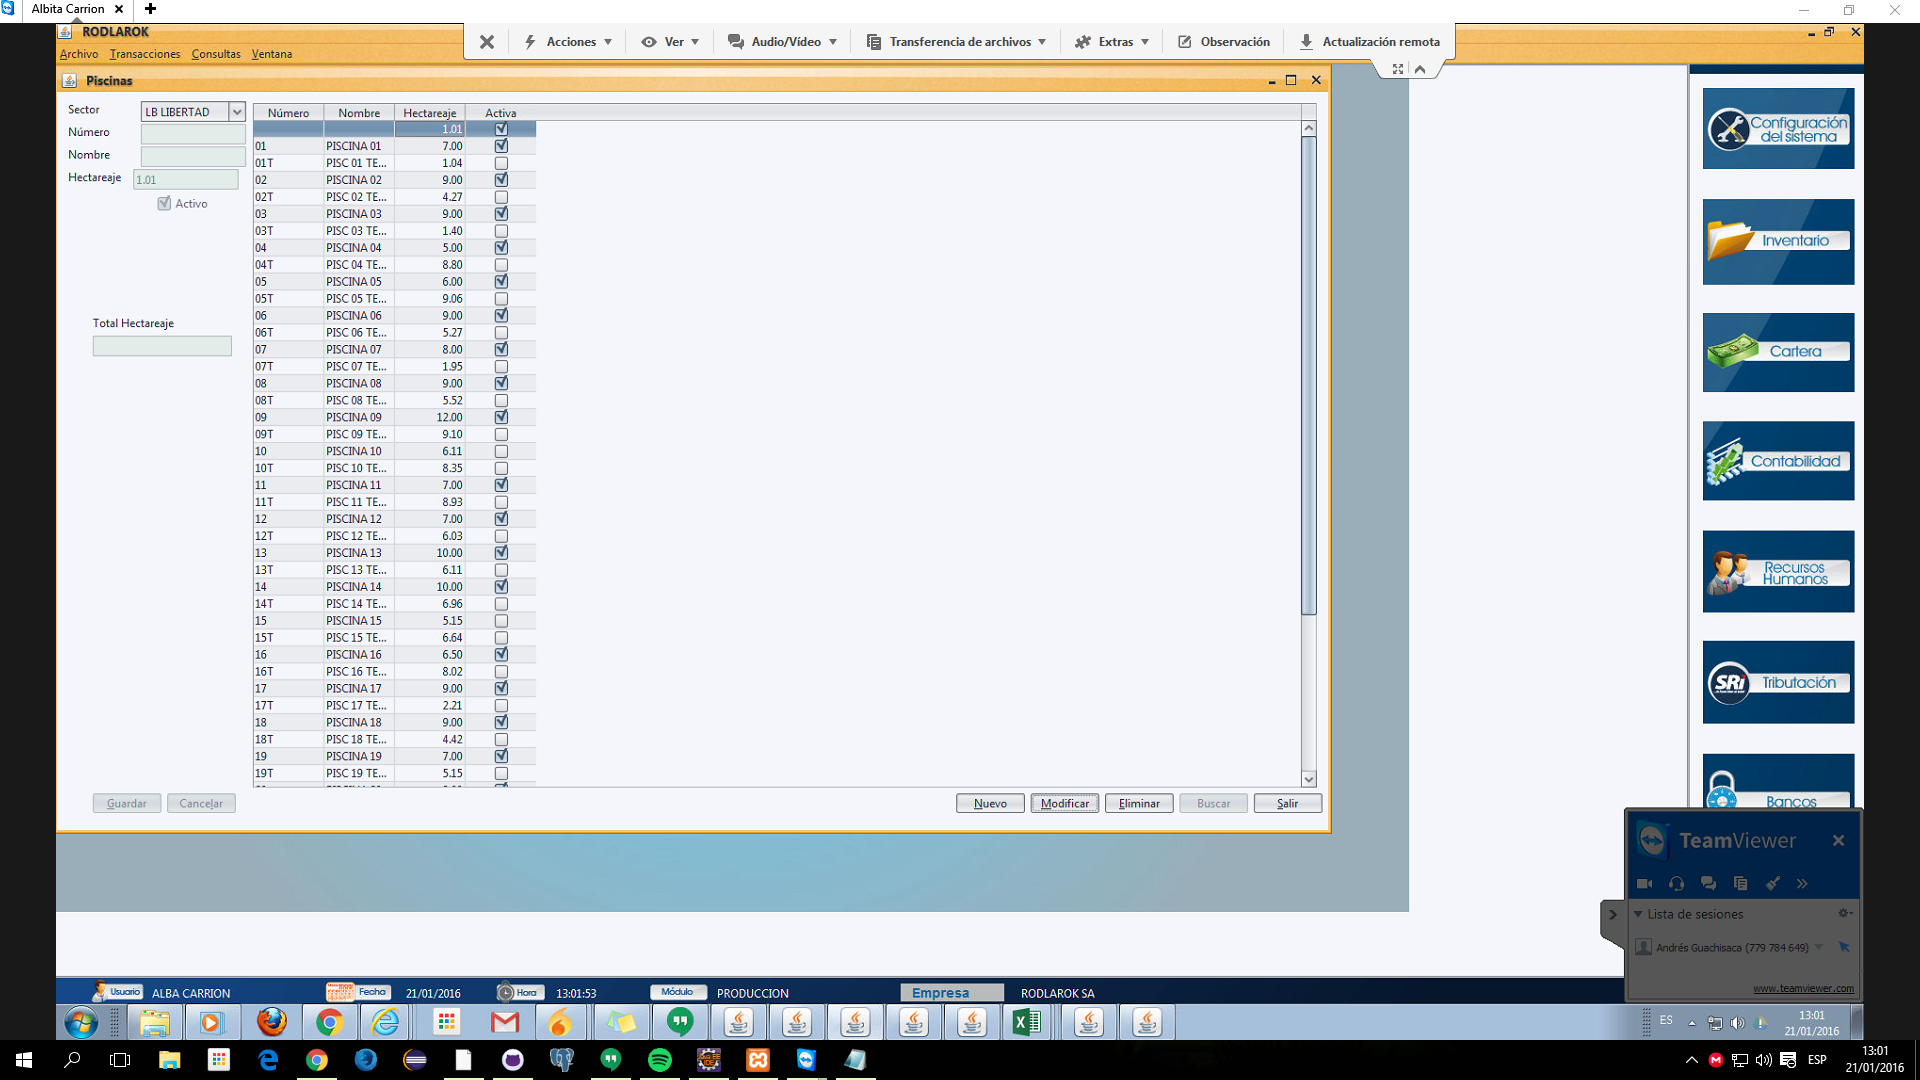 Albita Carrion
RODLAROK
Archivo Transacciones Consultas Ventana
Acciones Ver Audio/Vídeo Transferencia de archivos Extras Observación Actualización remota
Piscinas
Sector LB LIBERTAD
Número
Nombre
Hectareaje 1.01
Activo
Total Hectareaje
Número Nombre Hectareaje Activa
1.01
01 PISCINA 01 7.00
01T PISC 01 TE... 1.04
02 PISCINA 02 9.00
02T PISC 02 TE... 4.27
03 PISCINA 03 9.00
03T PISC 03 TE... 1.40
04 PISCINA 04 5.00
04T PISC 04 TE... 8.80
05 PISCINA 05 6.00
05T PISC 05 TE... 9.06
06 PISCINA 06 9.00
06T PISC 06 TE... 5.27
07 PISCINA 07 8.00
07T PISC 07 TE... 1.95
08 PISCINA 08 9.00
08T PISC 08 TE... 5.52
09 PISCINA 09 12.00
09T PISC 09 TE... 9.10
10 PISCINA 10 6.11
10T PISC 10 TE... 8.35
11 PISCINA 11 7.00
11T PISC 11 TE... 8.93
12 PISCINA 12 7.00
12T PISC 12 TE... 6.03
13 PISCINA 13 10.00
13T PISC 13 TE... 6.11
14 PISCINA 14 10.00
14T PISC 14 TE... 6.96
15 PISCINA 15 5.15
15T PISC 15 TE... 6.64
16 PISCINA 16 6.50
16T PISC 16 TE... 8.02
17 PISCINA 17 9.00
17T PISC 17 TE... 2.21
18 PISCINA 18 9.00
18T PISC 18 TE... 4.42
19 PISCINA 19 7.00
19T PISC 19 TE... 5.15
Guardar Cancelar Nuevo Modificar Eliminar Buscar Salir
Configuración
del sistema
Inventario
Cartera
Contabilidad
Recursos
Humanos
SRi Tributación
Bancos
TeamViewer
Lista de sesiones
Andrés Guachisaca (779 784 649)
www.teamviewer.com
Usuario ALBA CARRION Fecha 21/01/2016 Hora 13:01:53 Módulo PRODUCCION Empresa RODLAROK SA
ES 13:01
21/01/2016
ESP 13:01
21/01/2016